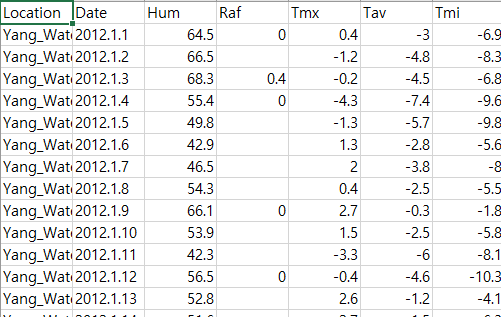 Location Date Hum Raf Tmx Tav Tmi
Yang_Wat 2012.1.1 64.5 0 0.4 -3 -6.9
Yang_Wat 2012.1.2 66.5 -1.2 -4.8 -8.3
Yang_Wat 2012.1.3 68.3 0.4 -0.2 -4.5 -6.8
Yang_Wat 2012.1.4 55.4 0 -4.3 -7.4 -9.6
Yang_Wat 2012.1.5 49.8 -1.3 -5.7 -9.8
Yang_Wat 2012.1.6 42.9 1.3 -2.8 -5.6
Yang_Wat 2012.1.7 46.5 2 -3.8 -8
Yang_Wat 2012.1.8 54.3 0.4 -2.5 -5.5
Yang_Wat 2012.1.9 66.1 0 2.7 -0.3 -1.8
Yang_Wat 2012.1.10 53.9 1.5 -2.5 -5.8
Yang_Wat 2012.1.11 42.3 -3.3 -6 -8.1
Yang_Wat 2012.1.12 56.5 0 -0.4 -4.6 -10.3
Yang_Wat 2012.1.13 52.8 2.6 -1.2 -4.1